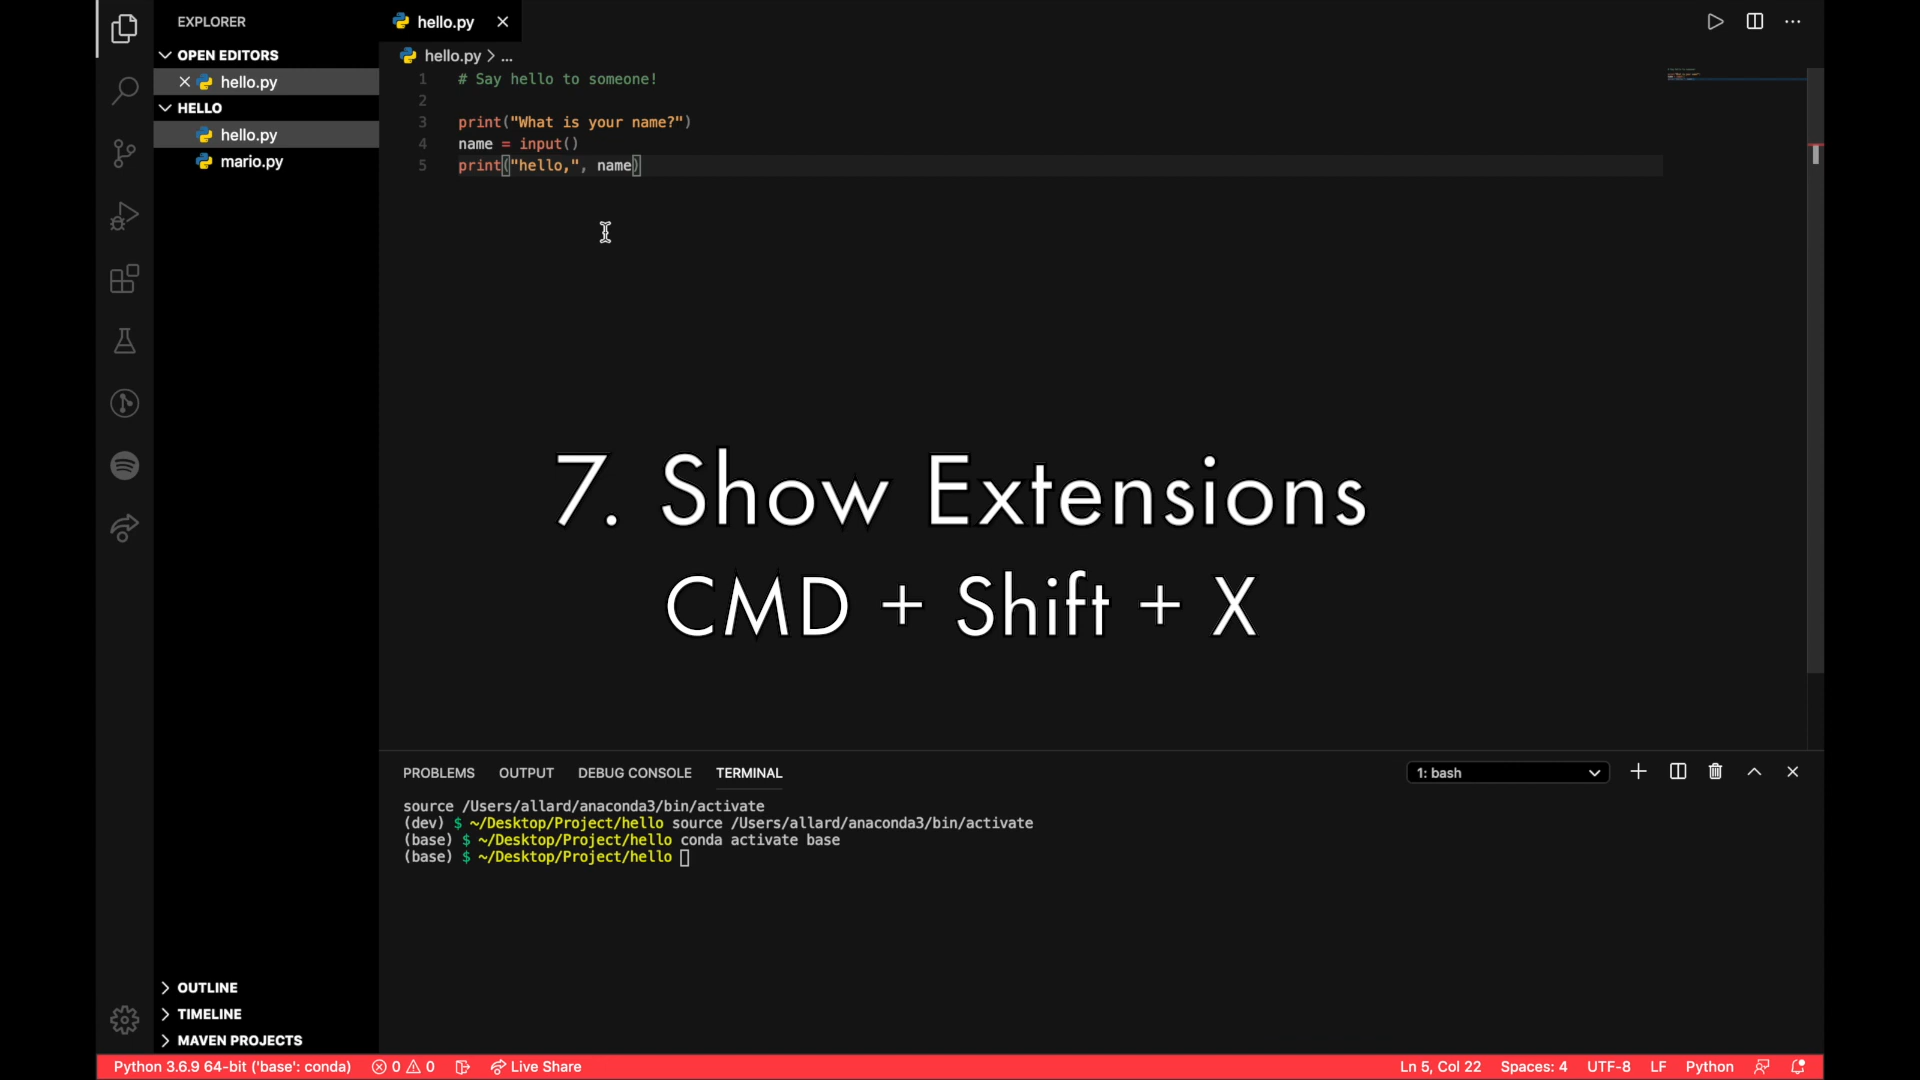 EXPLORER
OPEN EDITORS
hello.py
HELLO
hello.py
mario.py
OUTLINE
TIMELINE
MAVEN PROJECTS
hello.py
hello.py > ...
1 # Say hello to someone!
2
3 print("What is your name?")
4 name = input()
5 print("hello,", name)
7. Show Extensions
CMD + Shift + X
PROBLEMS OUTPUT DEBUG CONSOLE TERMINAL 1: bash
source /Users/allard/anaconda3/bin/activate
(dev) $ ~/Desktop/Project/hello source /Users/allard/anaconda3/bin/activate
(base) $ ~/Desktop/Project/hello conda activate base
(base) $ ~/Desktop/Project/hello
Python 3.6.9 64-bit ('base': conda) 0 0 Live Share Ln 5, Col 22 Spaces: 4 UTF-8 LF Python